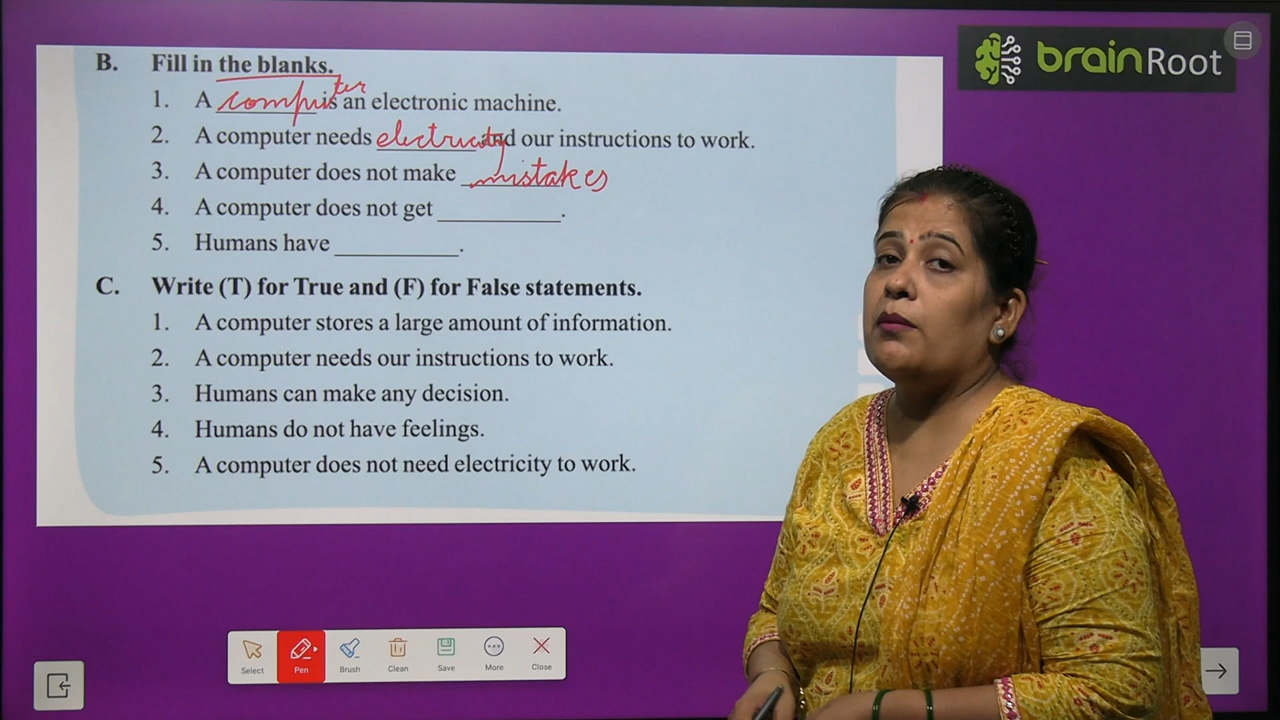 brainRoot
B. Fill in the blanks.
1. A computer is an electronic machine.
2. A computer needs electricity and our instructions to work.
3. A computer does not make mistakes
4. A computer does not get __________.
5. Humans have __________.
C. Write (T) for True and (F) for False statements.
1. A computer stores a large amount of information.
2. A computer needs our instructions to work.
3. Humans can make any decision.
4. Humans do not have feelings.
5. A computer does not need electricity to work.
Select Pen Brush Clean Save More Close